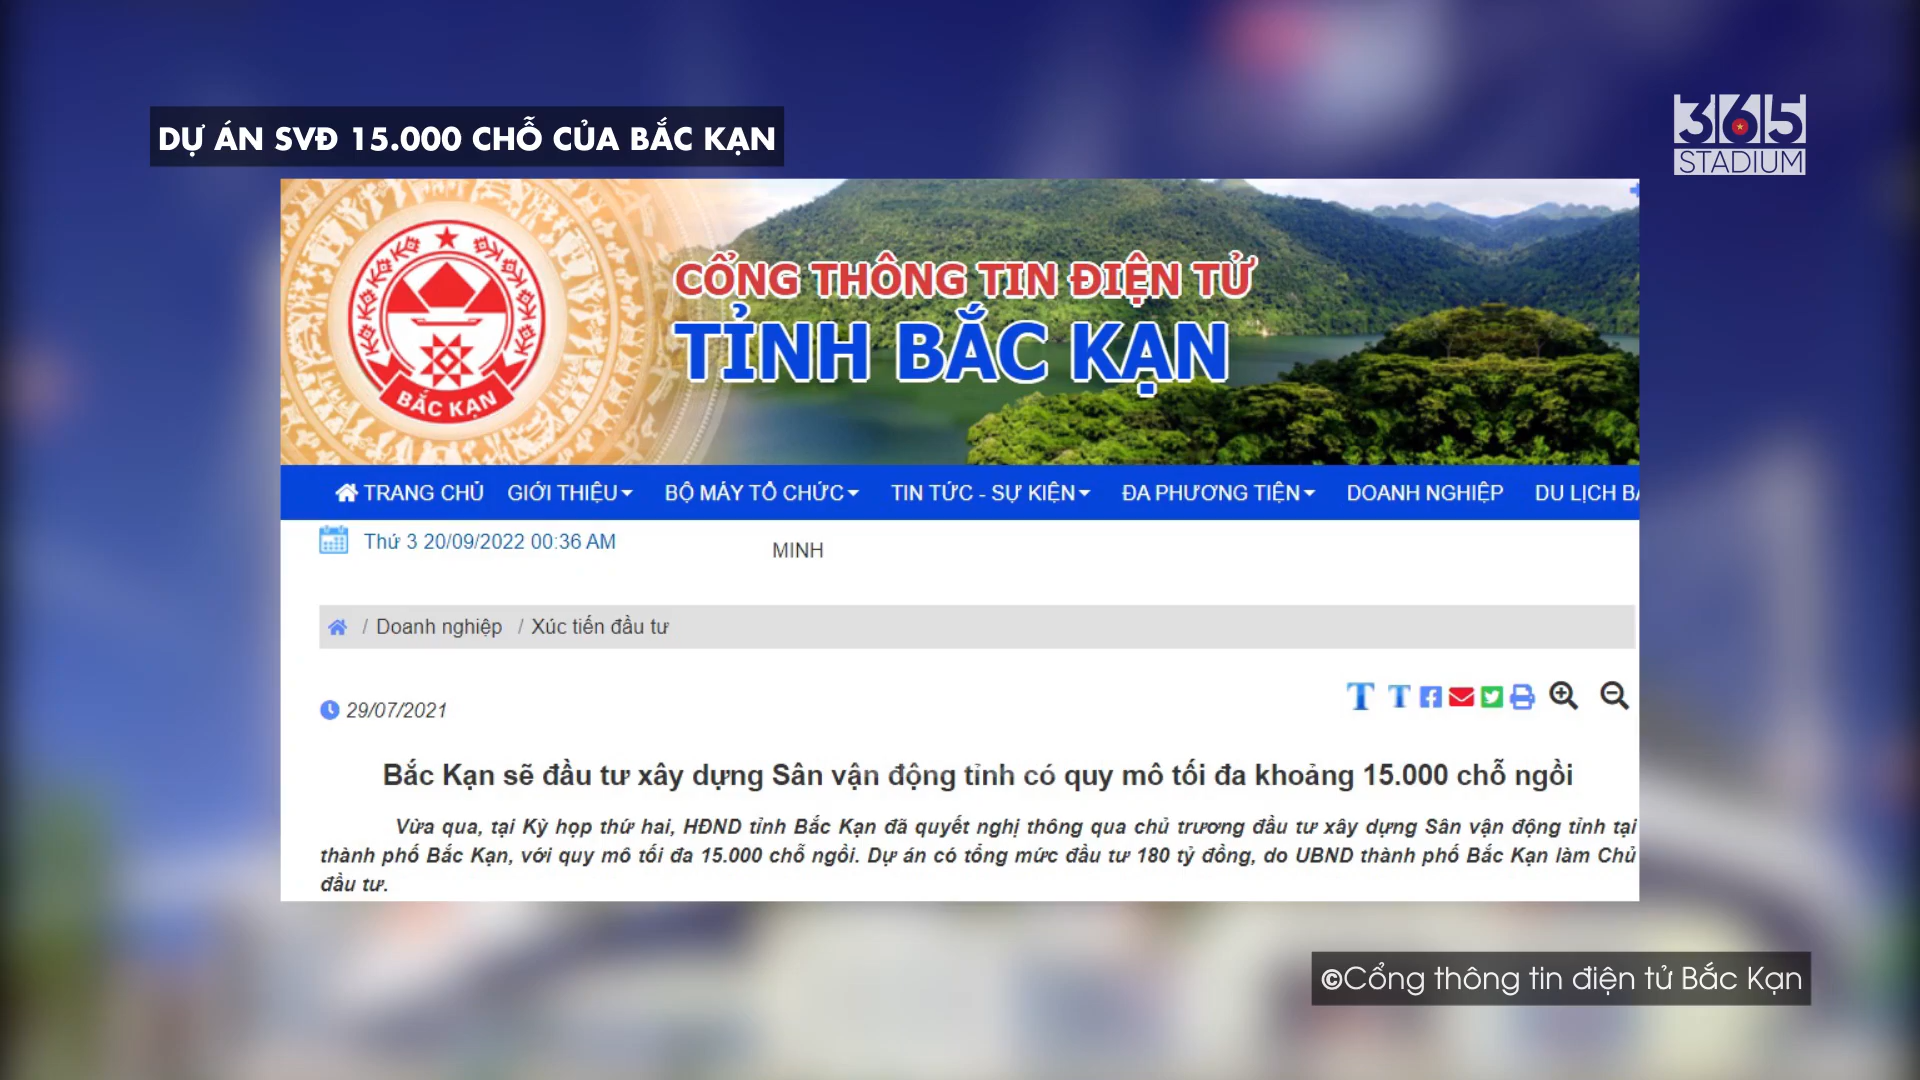 DỰ ÁN SVĐ 15.000 CHỖ CỦA BẮC KẠN
365
STADIUM
CỔNG THÔNG TIN ĐIỆN TỬ
TỈNH BẮC KẠN
BẮC KẠN
TRANG CHỦ GIỚI THIỆU BỘ MÁY TỔ CHỨC TIN TỨC - SỰ KIỆN ĐA PHƯƠNG TIỆN DOANH NGHIỆP DU LỊCH BẮ
Thứ 3 20/09/2022 00:36 AM
MINH
/ Doanh nghiệp / Xúc tiến đầu tư
29/07/2021
Bắc Kạn sẽ đầu tư xây dựng Sân vận động tỉnh có quy mô tối đa khoảng 15.000 chỗ ngồi
Vừa qua, tại Kỳ họp thứ hai, HĐND tỉnh Bắc Kạn đã quyết nghị thông qua chủ trương đầu tư xây dựng Sân vận động tỉnh tại
thành phố Bắc Kạn, với quy mô tối đa 15.000 chỗ ngồi. Dự án có tổng mức đầu tư 180 tỷ đồng, do UBND thành phố Bắc Kạn làm Chủ
đầu tư.
©Cổng thông tin điện tử Bắc Kạn